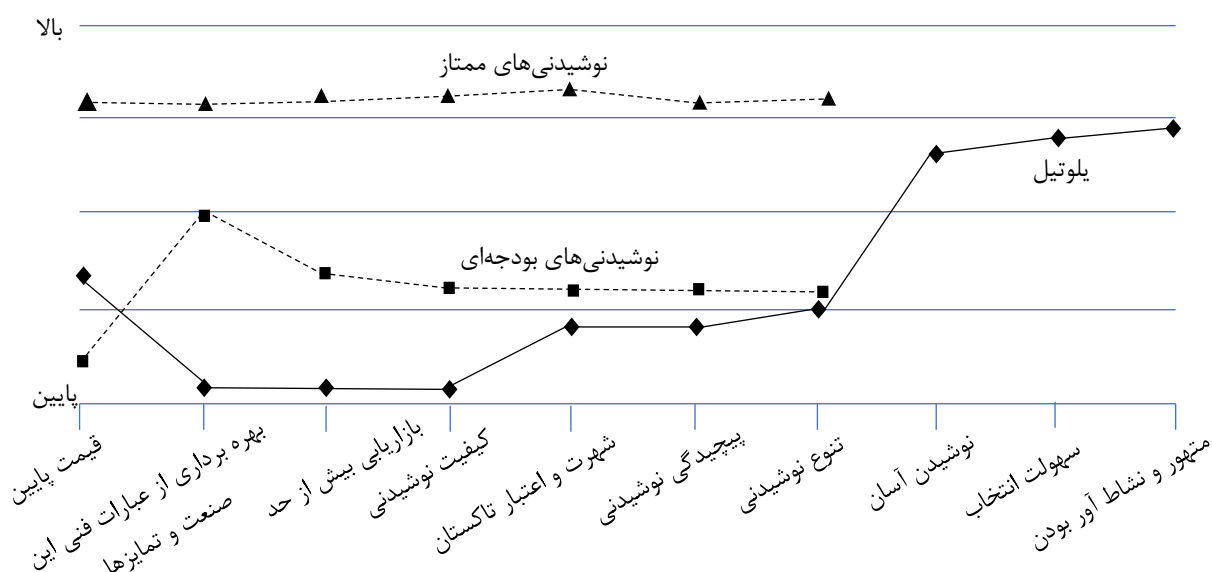 بالا
نوشیدنی‌های ممتاز
یلوتیل
نوشیدنی‌های بودجه‌ای
پایین
قیمت پایین
بهره برداری از عبارات فنی این
صنعت و تمایزها
بازاریابی بیش از حد
کیفیت نوشیدنی
شهرت و اعتبار تاکستان
پیچیدگی نوشیدنی
تنوع نوشیدنی
نوشیدن آسان
سهولت انتخاب
متهور و نشاط آور بودن